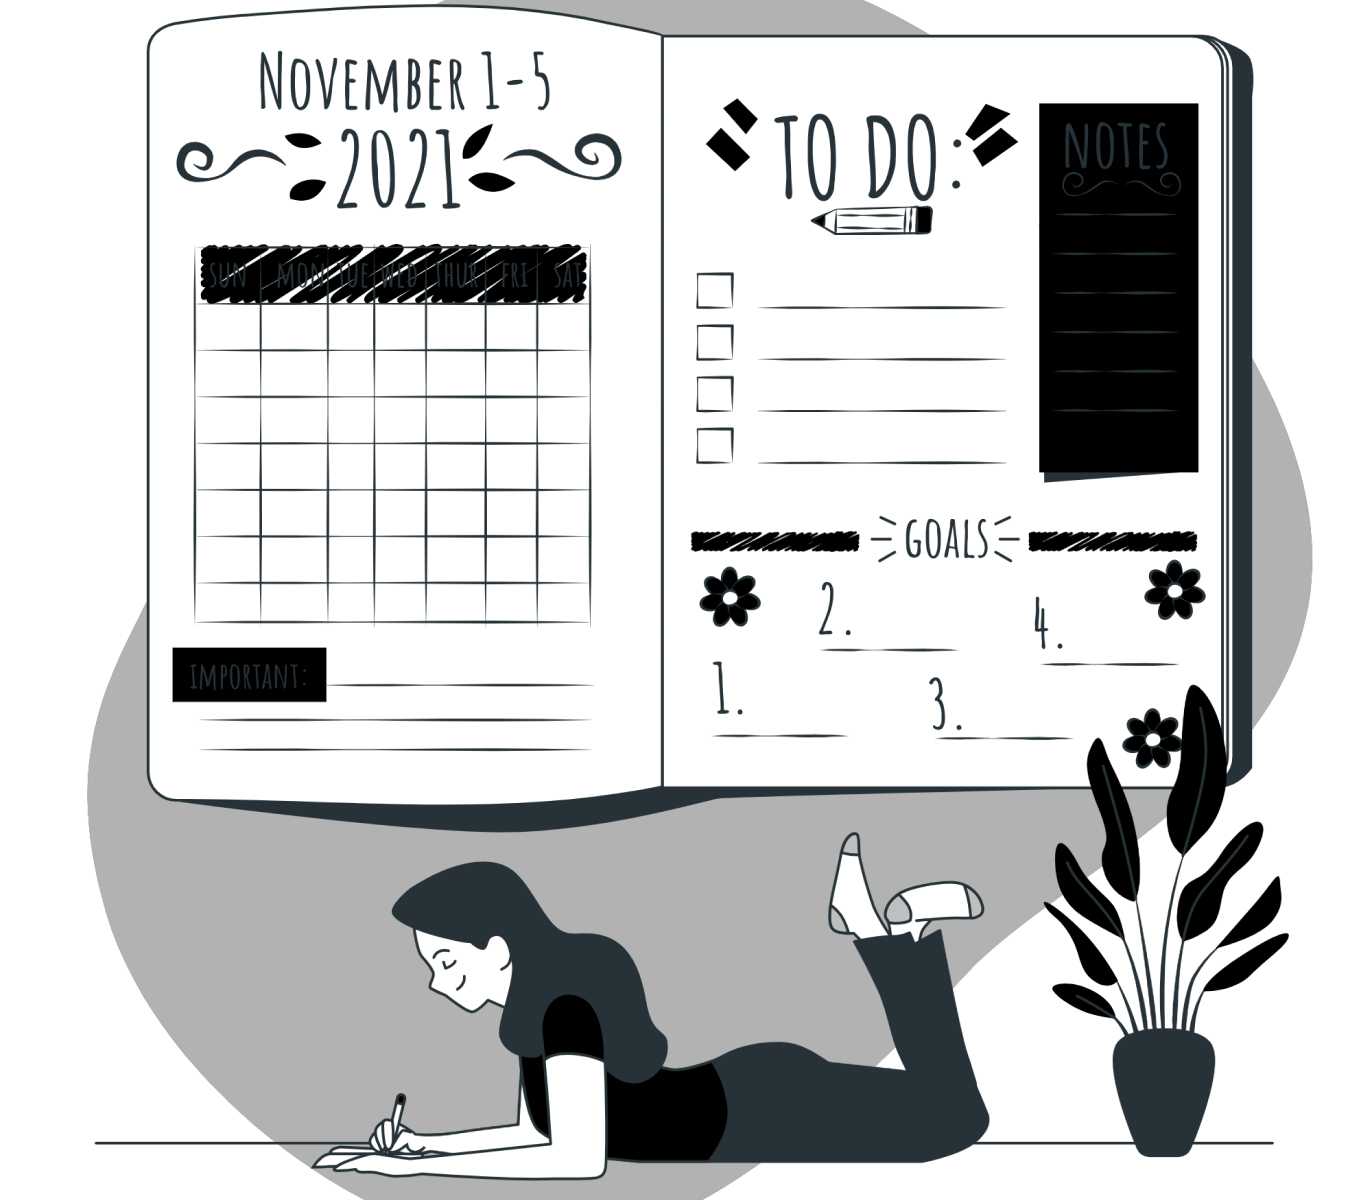 NOVEMBER 1-5
2021
SUN MON TUE WED THUR FRI SAT
IMPORTANT:
TO DO:
NOTES
GOALS
1.
2.
3.
4.